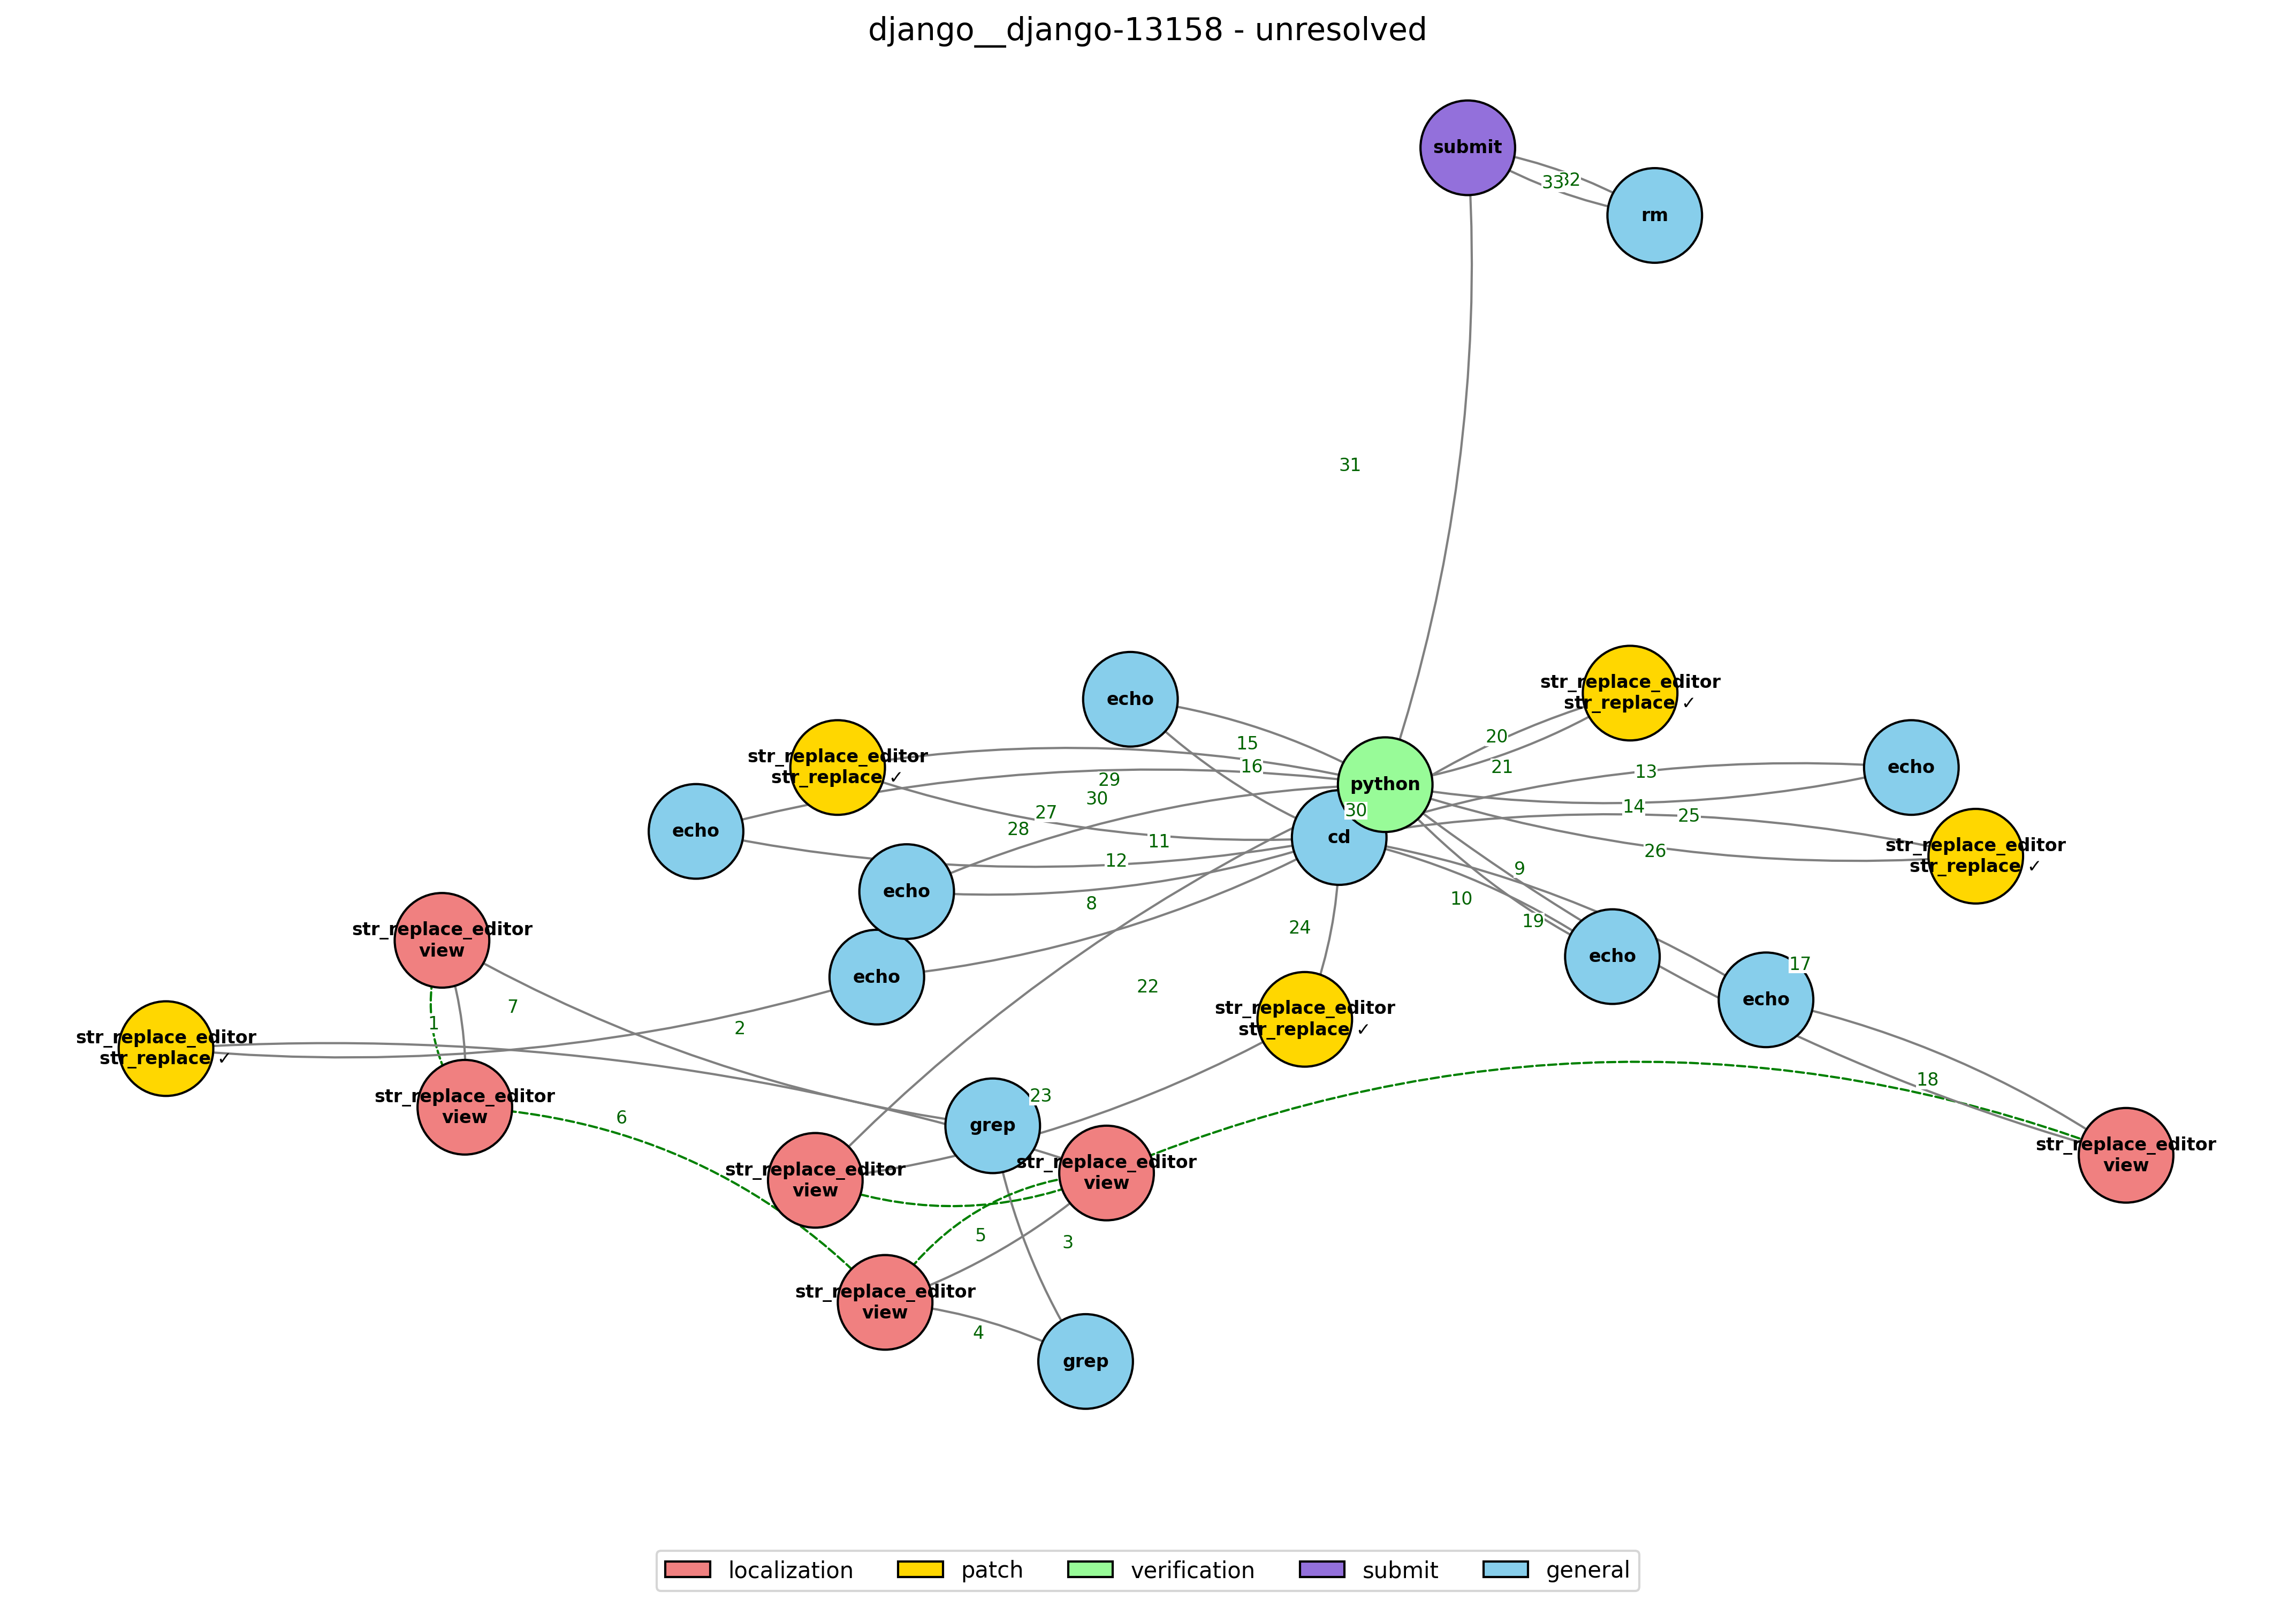 django__django-13158 - unresolved
submit
33
32
rm
31
echo
str_replace_editor
str_replace ✓
20
15
str_replace_editor
str_replace ✓
16
21
13
echo
python
29
30
14
27
30
25
echo
28
cd
11
26
str_replace_editor
str_replace ✓
12
9
echo
8
10
19
24
str_replace_editor
view
echo
17
echo
echo
22
7
str_replace_editor
str_replace ✓
1
2
str_replace_editor
str_replace ✓
18
str_replace_editor
view
6
23
grep
str_replace_editor
view
str_replace_editor
view
str_replace_editor
view
5
3
str_replace_editor
view
4
grep
localization
patch
verification
submit
general